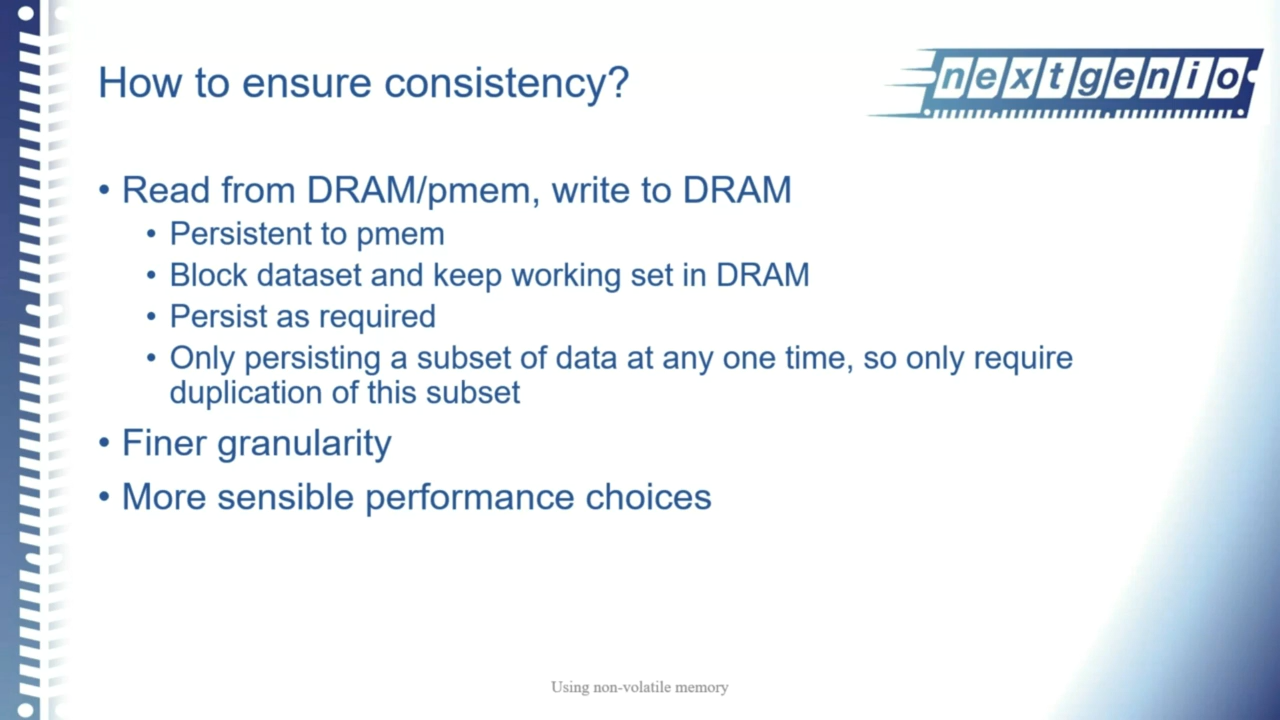 How to ensure consistency?
nextgenio
• Read from DRAM/pmem, write to DRAM
• Persistent to pmem
• Block dataset and keep working set in DRAM
• Persist as required
• Only persisting a subset of data at any one time, so only require
duplication of this subset
• Finer granularity
• More sensible performance choices
Using non-volatile memory